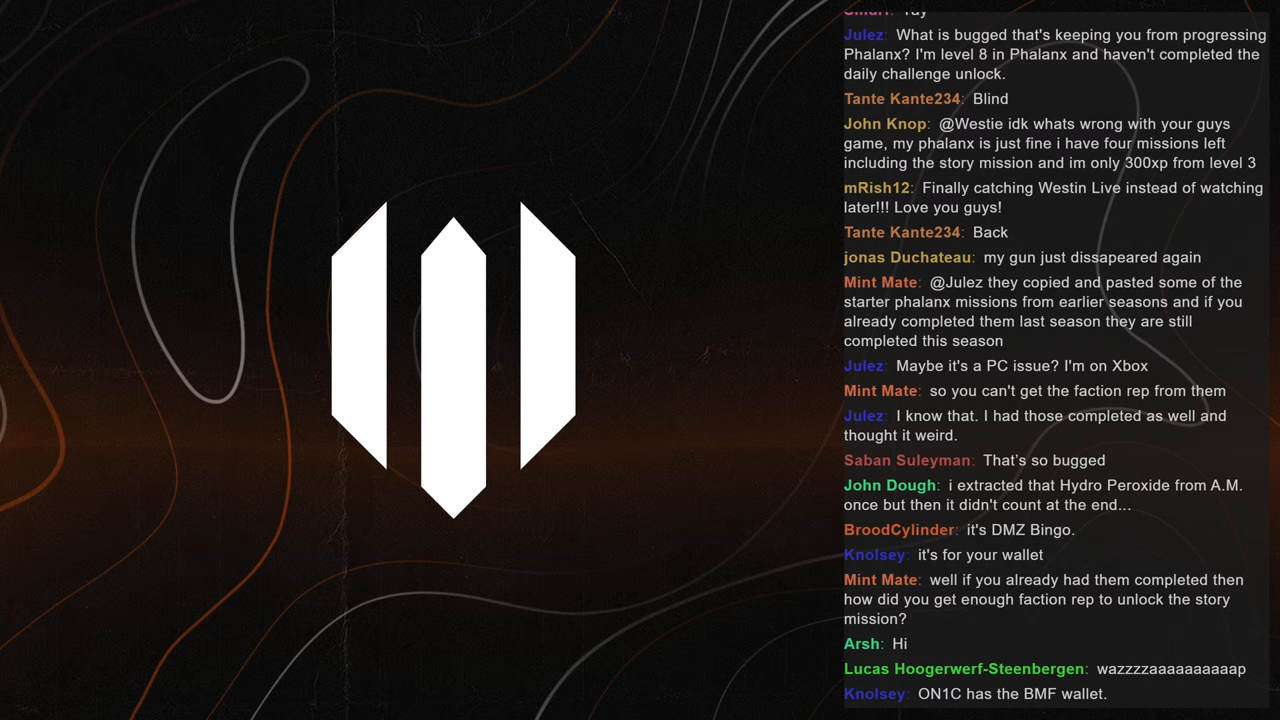 Julez: What is bugged that's keeping you from progressing
Phalanx? I'm level 8 in Phalanx and haven't completed the
daily challenge unlock.
Tante Kante234: Blind
John Knop: @Westie idk whats wrong with your guys
game, my phalanx is just fine i have four missions left
including the story mission and im only 300xp from level 3
mRish12: Finally catching Westin Live instead of watching
later!!! Love you guys!
Tante Kante234: Back
jonas Duchateau: my gun just dissapeared again
Mint Mate: @Julez they copied and pasted some of the
starter phalanx missions from earlier seasons and if you
already completed them last season they are still
completed this season
Julez: Maybe it's a PC issue? I'm on Xbox
Mint Mate: so you can't get the faction rep from them
Julez: I know that. I had those completed as well and
thought it weird.
Saban Suleyman: That’s so bugged
John Dough: i extracted that Hydro Peroxide from A.M.
once but then it didn't count at the end...
BroodCylinder: it's DMZ Bingo.
Knolsey: it's for your wallet
Mint Mate: well if you already had them completed then
how did you get enough faction rep to unlock the story
mission?
Arsh: Hi
Lucas Hoogerwerf-Steenbergen: wazzzzaaaaaaaaaap
Knolsey: ON1C has the BMF wallet.